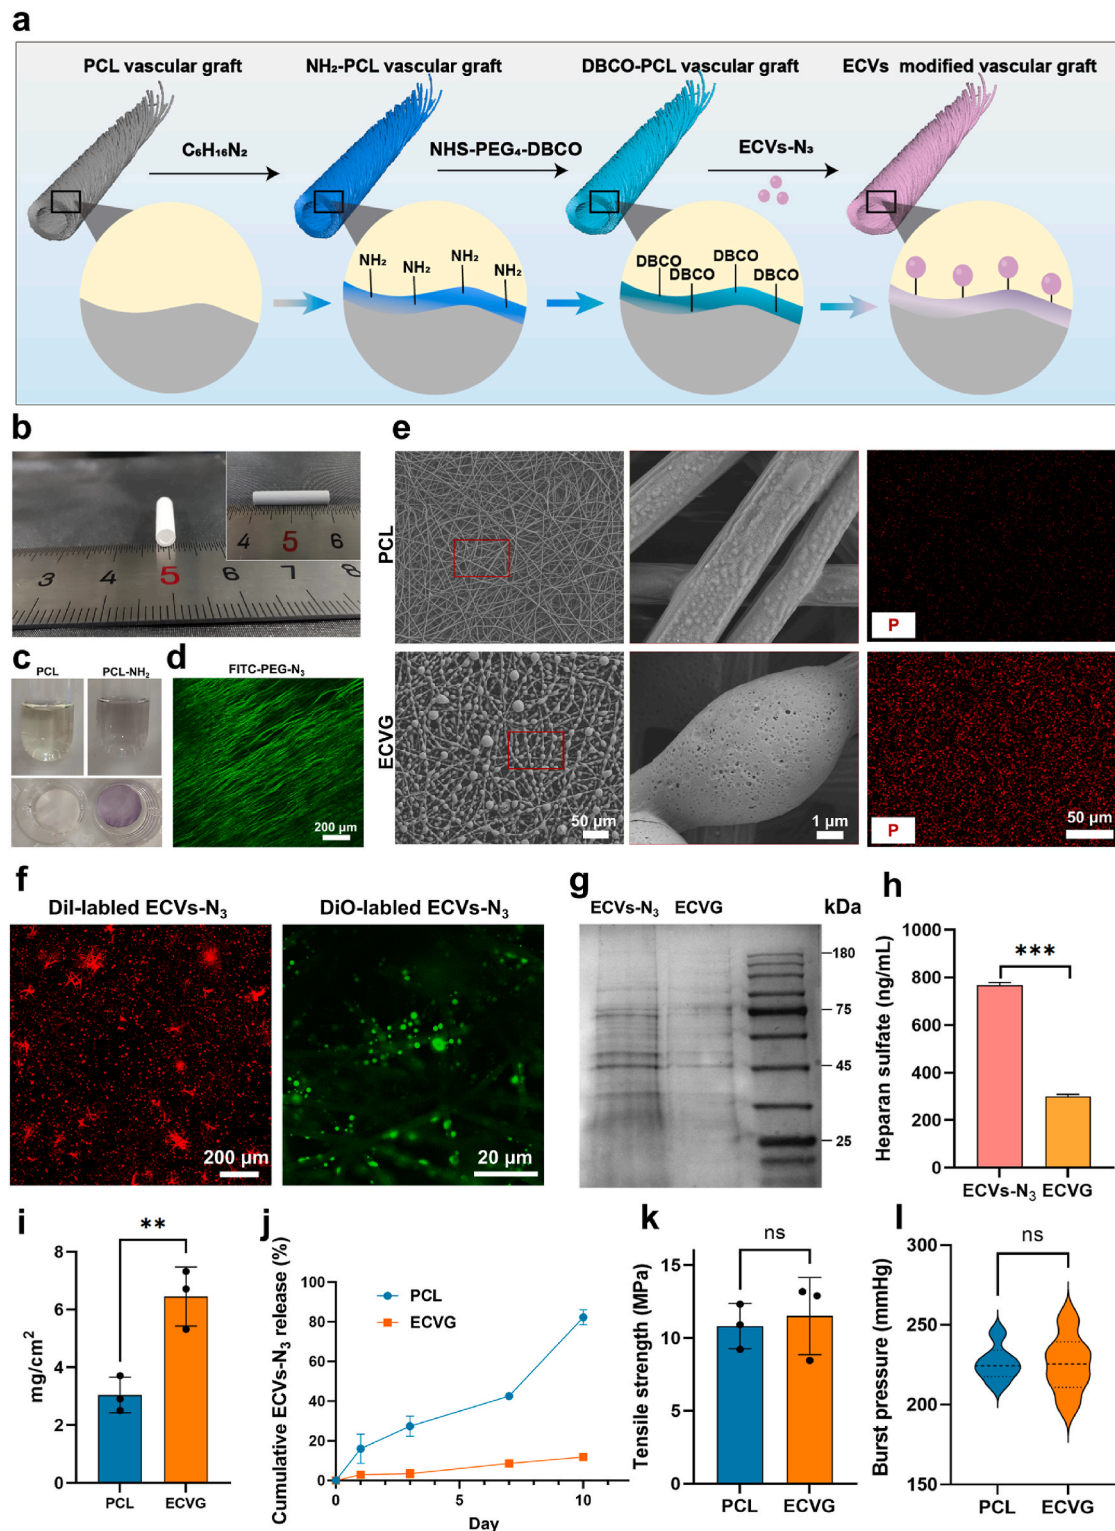 a
PCL vascular graft
NH₂-PCL vascular graft
DBCO-PCL vascular graft
ECVs modified vascular graft
C₆H₁₆N₂
NHS-PEG₄-DBCO
ECVs-N₃
NH₂
NH₂
NH₂
NH₂
DBCO
DBCO
DBCO
DBCO
b
3
4
5
6
7
8
4
5
6
c
PCL
PCL-NH₂
d
FITC-PEG-N₃
200 μm
e
PCL
P
ECVG
50 μm
1 μm
P
50 μm
f
DiI-labled ECVs-N₃
DiO-labled ECVs-N₃
200 μm
20 μm
g
ECVs-N₃
ECVG
kDa
180
75
45
25
h
Heparan sulfate (ng/mL)
1000
800
600
400
200
0
***
ECVs-N₃
ECVG
i
mg/cm²
8
6
4
2
0
**
PCL
ECVG
j
Cumulative ECVs-N₃ release (%)
100
80
60
40
20
0
PCL
ECVG
0
5
10
Day
k
Tensile strength (MPa)
15
10
5
0
ns
PCL
ECVG
l
Burst pressure (mmHg)
300
250
200
150
ns
PCL
ECVG